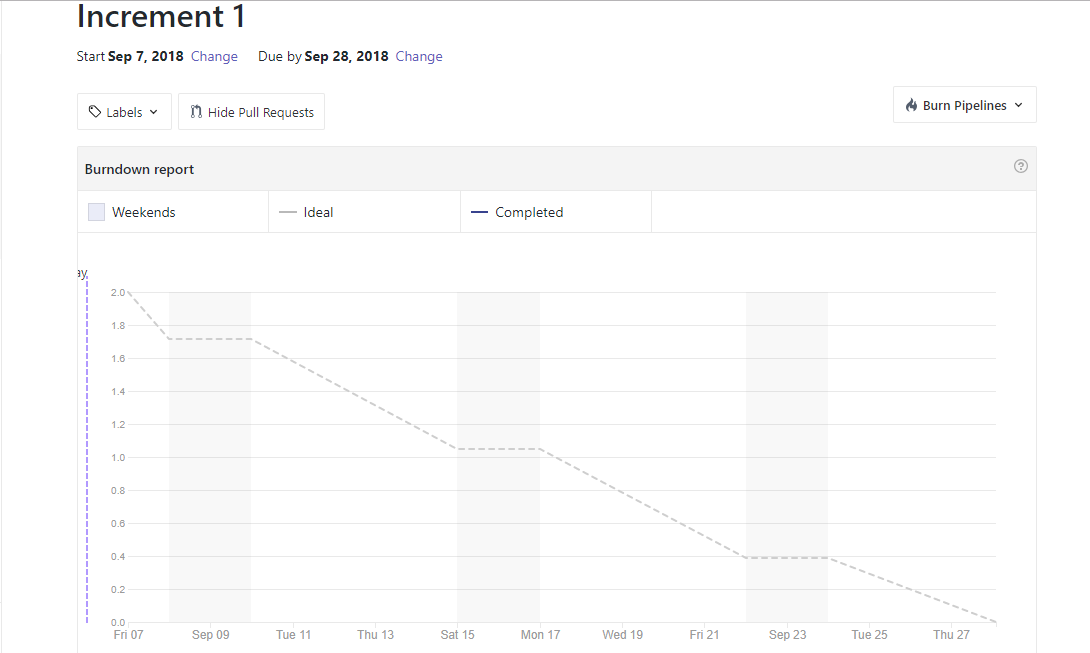 Increment 1
Start Sep 7, 2018 Change Due by Sep 28, 2018 Change
Labels Hide Pull Requests Burn Pipelines
Burndown report ?
Weekends Ideal Completed
ay
2.0
1.8
1.6
1.4
1.2
1.0
0.8
0.6
0.4
0.2
0.0
Fri 07 Sep 09 Tue 11 Thu 13 Sat 15 Mon 17 Wed 19 Fri 21 Sep 23 Tue 25 Thu 27